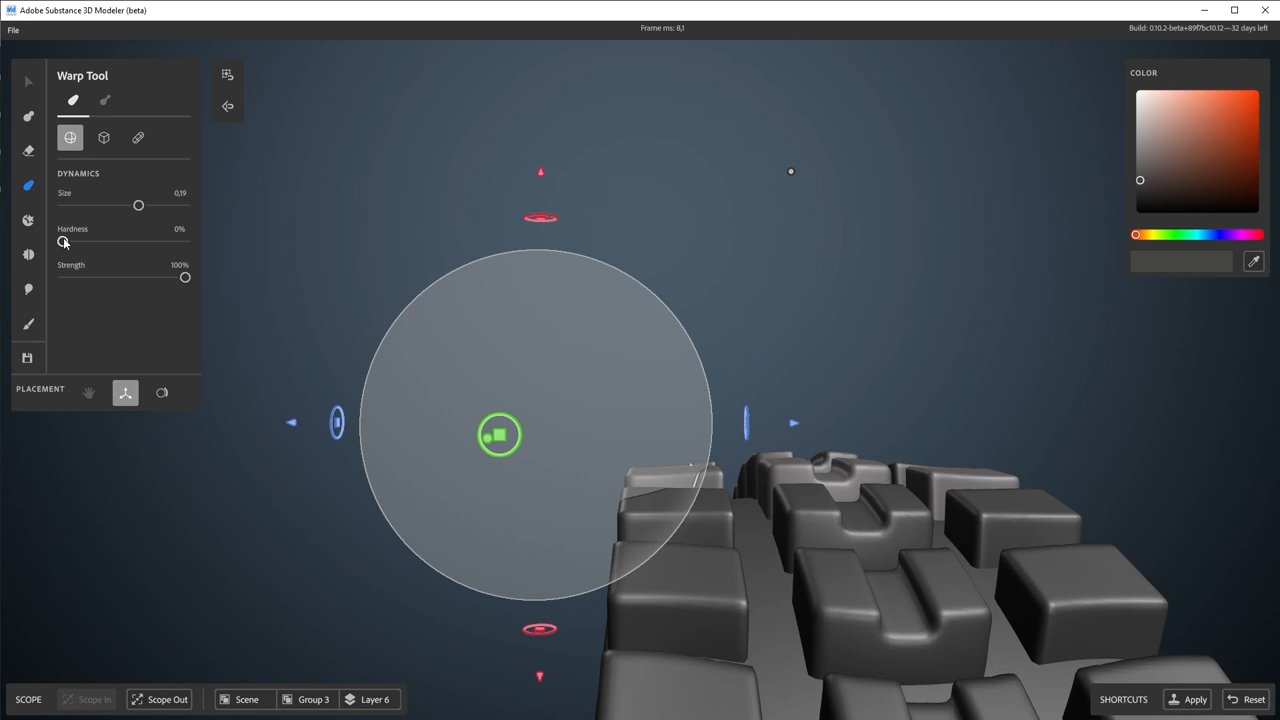 Adobe Substance 3D Modeler (beta)
File
Frame ms: 8,1
Build: 0.10.2-beta+89f7bc10.12—32 days left
Warp Tool
DYNAMICS
Size 0,19
Hardness 0%
Strength 100%
PLACEMENT
COLOR
SCOPE
Scope In
Scope Out
Scene
Group 3
Layer 6
SHORTCUTS
Apply
Reset